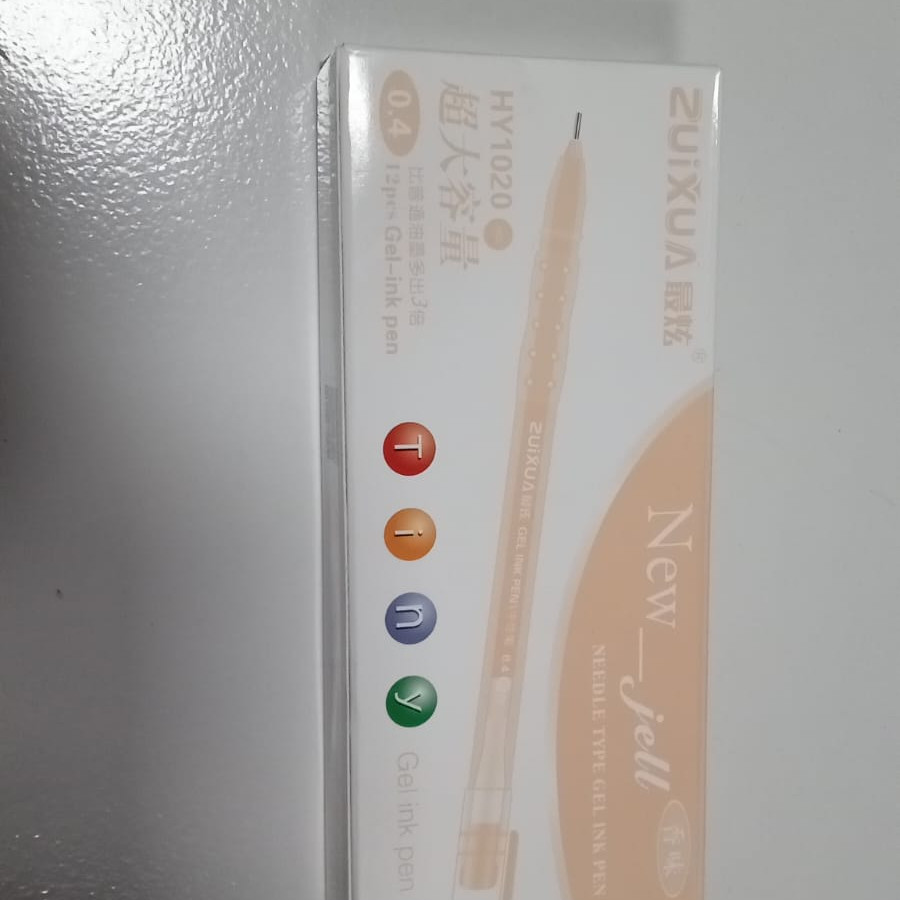 ZUiXUA 最炫®
HY1020
超大容量
比普通油墨多出3倍
0.4 12pcs Gel-ink pen
ZUiXUA 最炫 GEL INK PEN 0.4
New_jell
香味
NEEDLE TYPE GEL INK PEN
Tiny
Gel ink pen